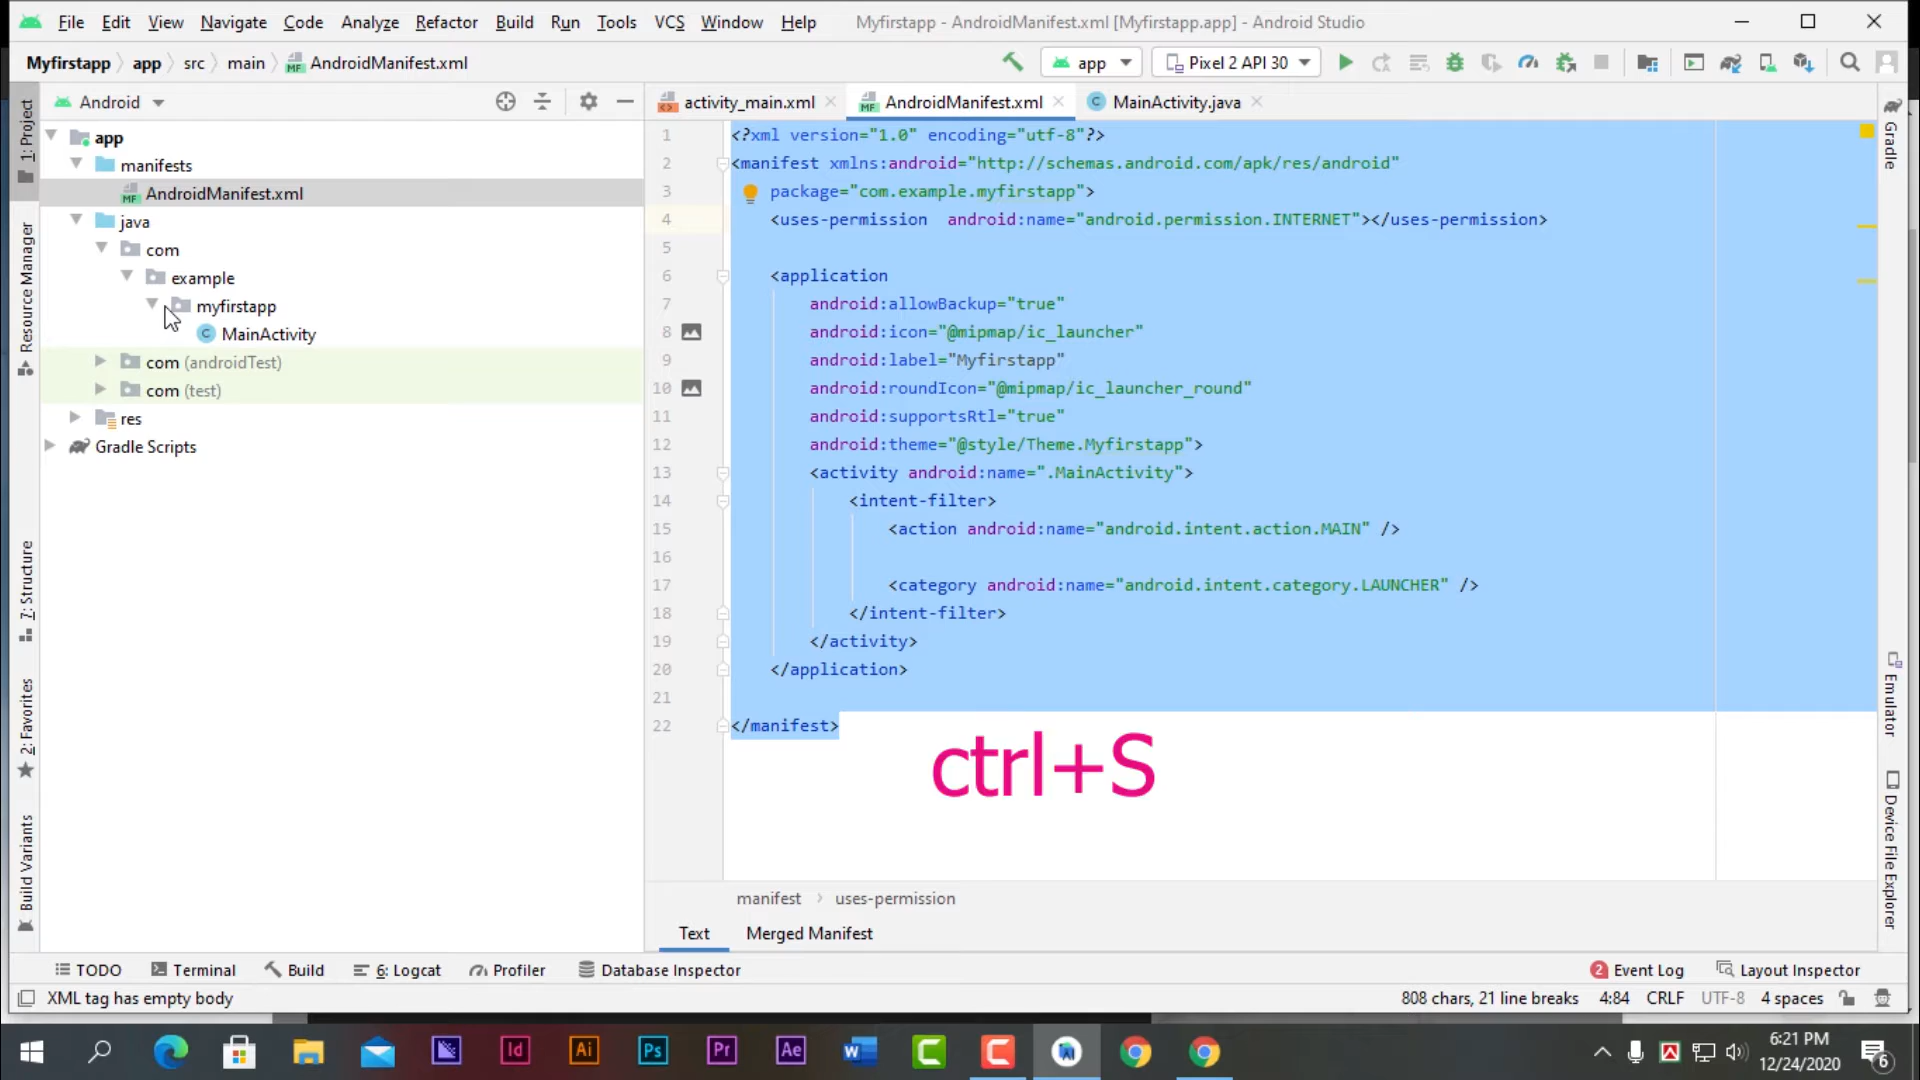 File Edit View Navigate Code Analyze Refactor Build Run Tools VCS Window Help Myfirstapp - AndroidManifest.xml [Myfirstapp.app] - Android Studio
Myfirstapp app src main AndroidManifest.xml app Pixel 2 API 30
Android
activity_main.xml AndroidManifest.xml MainActivity.java
1: Project
Resource Manager
7: Structure
2: Favorites
Build Variants
app
manifests
AndroidManifest.xml
java
com
example
myfirstapp
MainActivity
com (androidTest)
com (test)
res
Gradle Scripts
1 <?xml version="1.0" encoding="utf-8"?>
2 <manifest xmlns:android="http://schemas.android.com/apk/res/android"
3 package="com.example.myfirstapp">
4 <uses-permission  android:name="android.permission.INTERNET"></uses-permission>
5
6 <application
7 android:allowBackup="true"
8 android:icon="@mipmap/ic_launcher"
9 android:label="Myfirstapp"
10 android:roundIcon="@mipmap/ic_launcher_round"
11 android:supportsRtl="true"
12 android:theme="@style/Theme.Myfirstapp">
13 <activity android:name=".MainActivity">
14 <intent-filter>
15 <action android:name="android.intent.action.MAIN" />
16
17 <category android:name="android.intent.category.LAUNCHER" />
18 </intent-filter>
19 </activity>
20 </application>
21
22 </manifest>
ctrl+S
Gradle
Emulator
Device File Explorer
manifest uses-permission
Text Merged Manifest
TODO Terminal Build 6: Logcat Profiler Database Inspector 2 Event Log Layout Inspector
XML tag has empty body 808 chars, 21 line breaks 4:84 CRLF UTF-8 4 spaces
Id Ai Ps Pr Ae W
6:21 PM
12/24/2020
6